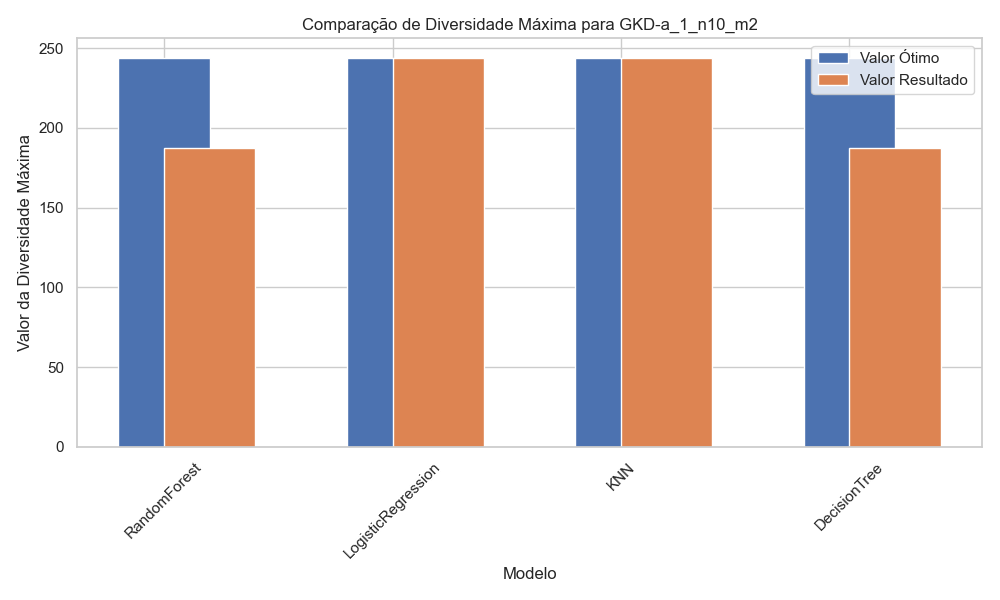 Comparação de Diversidade Máxima para GKD-a_1_n10_m2
Valor Ótimo
Valor Resultado
Valor da Diversidade Máxima
250
200
150
100
50
0
RandomForest
LogisticRegression
KNN
DecisionTree
Modelo